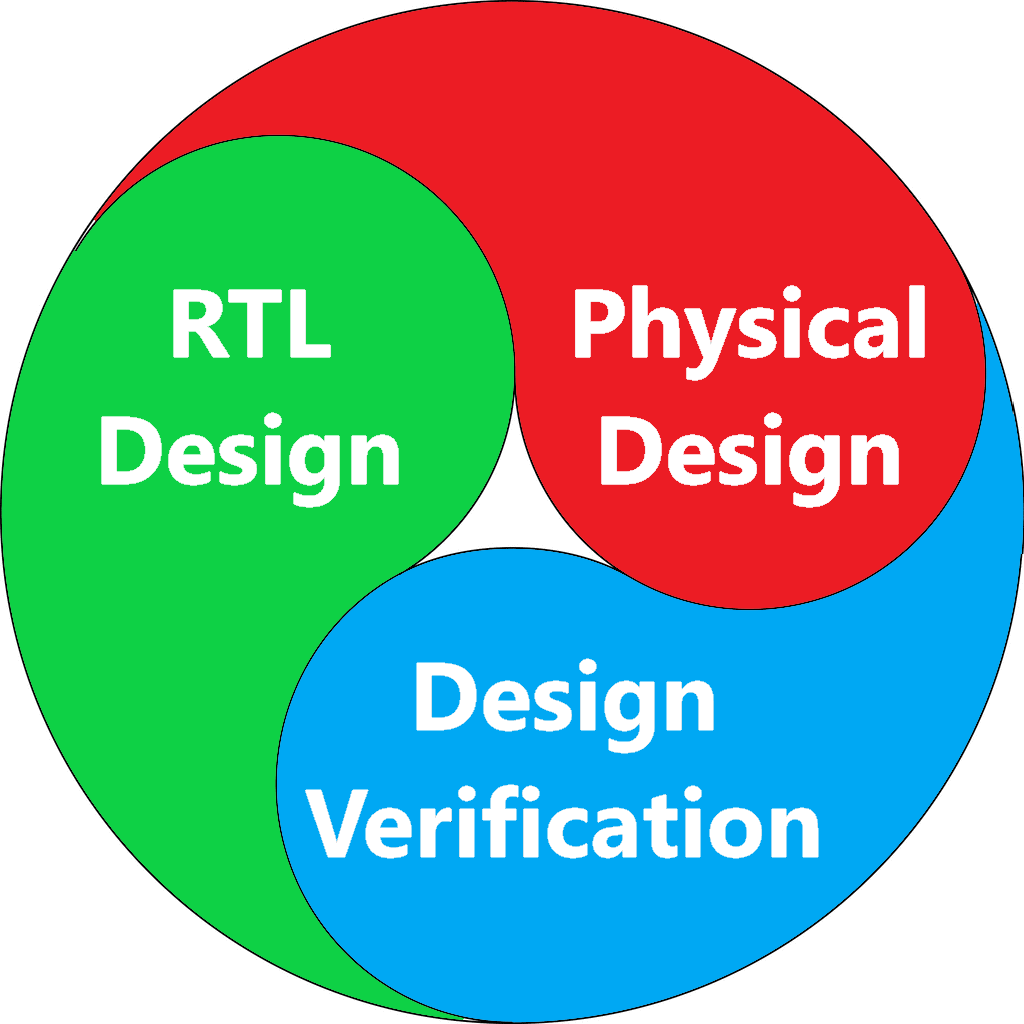 RTL
Design
Physical
Design
Design
Verification